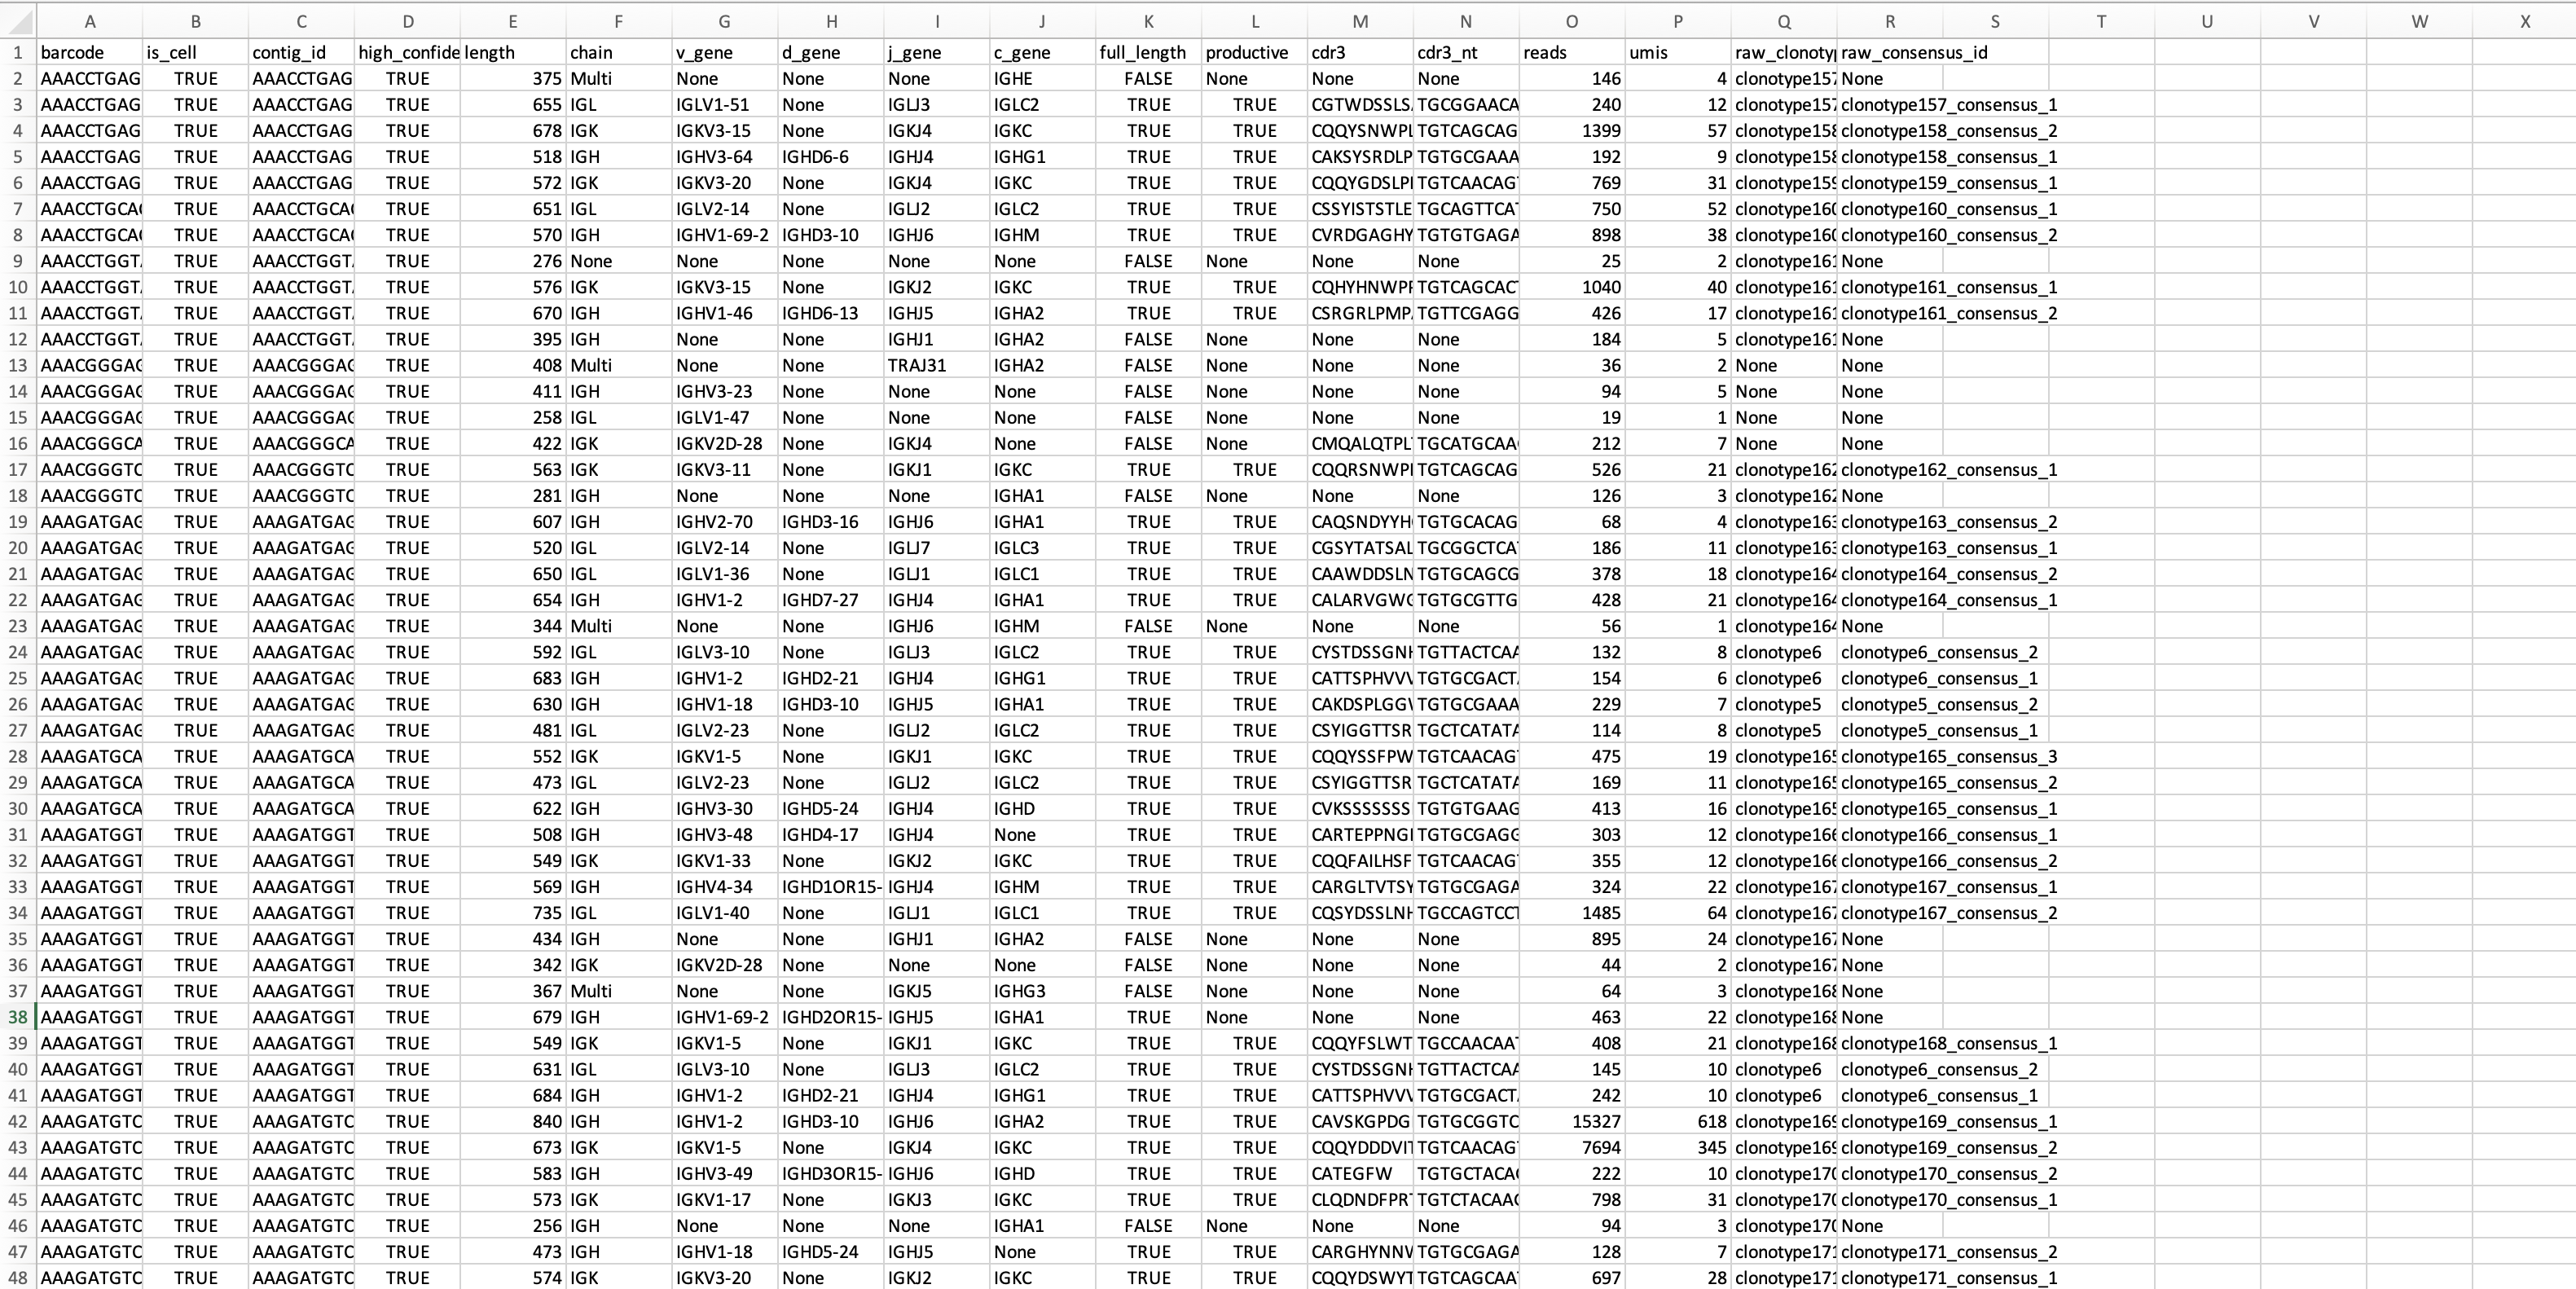 A B C D E F G H I J K L M N O P Q R S T U V W X
1 barcode is_cell contig_id high_confide length chain v_gene d_gene j_gene c_gene full_length productive cdr3 cdr3_nt reads umis raw_clonoty raw_consensus_id
2 AAACCTGAG TRUE AAACCTGAG TRUE 375 Multi None None None IGHE FALSE None None None 146 4 clonotype157 None
3 AAACCTGAG TRUE AAACCTGAG TRUE 655 IGL IGLV1-51 None IGLJ3 IGLC2 TRUE TRUE CGTWDSSLS TGCGGAACA 240 12 clonotype157 clonotype157_consensus_1
4 AAACCTGAG TRUE AAACCTGAG TRUE 678 IGK IGKV3-15 None IGKJ4 IGKC TRUE TRUE CQQYSNWPL TGTCAGCAG 1399 57 clonotype158 clonotype158_consensus_2
5 AAACCTGAG TRUE AAACCTGAG TRUE 518 IGH IGHV3-64 IGHD6-6 IGHJ4 IGHG1 TRUE TRUE CAKSYSRDLP TGTGCGAAA 192 9 clonotype158 clonotype158_consensus_1
6 AAACCTGAG TRUE AAACCTGAG TRUE 572 IGK IGKV3-20 None IGKJ4 IGKC TRUE TRUE CQQYGDSLP TGTCAACAG 769 31 clonotype159 clonotype159_consensus_1
7 AAACCTGCA TRUE AAACCTGCA TRUE 651 IGL IGLV2-14 None IGLJ2 IGLC2 TRUE TRUE CSSYISTSTLE TGCAGTTCA 750 52 clonotype160 clonotype160_consensus_1
8 AAACCTGCA TRUE AAACCTGCA TRUE 570 IGH IGHV1-69-2 IGHD3-10 IGHJ6 IGHM TRUE TRUE CVRDGAGHY TGTGTGAGA 898 38 clonotype160 clonotype160_consensus_2
9 AAACCTGGT TRUE AAACCTGGT TRUE 276 None None None None None FALSE None None None 25 2 clonotype161 None
10 AAACCTGGT TRUE AAACCTGGT TRUE 576 IGK IGKV3-15 None IGKJ2 IGKC TRUE TRUE CQHYHNWP TGTCAGCAC 1040 40 clonotype161 clonotype161_consensus_1
11 AAACCTGGT TRUE AAACCTGGT TRUE 670 IGH IGHV1-46 IGHD6-13 IGHJ5 IGHA2 TRUE TRUE CSRGRLPMP TGTTCGAGG 426 17 clonotype161 clonotype161_consensus_2
12 AAACCTGGT TRUE AAACCTGGT TRUE 395 IGH None None IGHJ1 IGHA2 FALSE None None None 184 5 clonotype161 None
13 AAACGGGAG TRUE AAACGGGAG TRUE 408 Multi None None TRAJ31 IGHA2 FALSE None None None 36 2 None None
14 AAACGGGAG TRUE AAACGGGAG TRUE 411 IGH IGHV3-23 None None None FALSE None None None 94 5 None None
15 AAACGGGAG TRUE AAACGGGAG TRUE 258 IGL IGLV1-47 None None None FALSE None None None 19 1 None None
16 AAACGGGCA TRUE AAACGGGCA TRUE 422 IGK IGKV2D-28 None IGKJ4 None FALSE None CMQALQTPL TGCATGCAA 212 7 None None
17 AAACGGGTC TRUE AAACGGGTC TRUE 563 IGK IGKV3-11 None IGKJ1 IGKC TRUE TRUE CQQRSNWP TGTCAGCAG 526 21 clonotype162 clonotype162_consensus_1
18 AAACGGGTC TRUE AAACGGGTC TRUE 281 IGH None None None IGHA1 FALSE None None None 126 3 clonotype162 None
19 AAAGATGAG TRUE AAAGATGAG TRUE 607 IGH IGHV2-70 IGHD3-16 IGHJ6 IGHA1 TRUE TRUE CAQSNDYYH TGTGCACAG 68 4 clonotype163 clonotype163_consensus_2
20 AAAGATGAG TRUE AAAGATGAG TRUE 520 IGL IGLV2-14 None IGLJ7 IGLC3 TRUE TRUE CGSYTATSAL TGCGGCTCA 186 11 clonotype163 clonotype163_consensus_1
21 AAAGATGAG TRUE AAAGATGAG TRUE 650 IGL IGLV1-36 None IGLJ1 IGLC1 TRUE TRUE CAAWDDSLN TGTGCAGCG 378 18 clonotype164 clonotype164_consensus_2
22 AAAGATGAG TRUE AAAGATGAG TRUE 654 IGH IGHV1-2 IGHD7-27 IGHJ4 IGHA1 TRUE TRUE CALARVGWG TGTGCGTTG 428 21 clonotype164 clonotype164_consensus_1
23 AAAGATGAG TRUE AAAGATGAG TRUE 344 Multi None None IGHJ6 IGHM FALSE None None None 56 1 clonotype164 None
24 AAAGATGAG TRUE AAAGATGAG TRUE 592 IGL IGLV3-10 None IGLJ3 IGLC2 TRUE TRUE CYSTDSSGN TGTTACTCAA 132 8 clonotype6 clonotype6_consensus_2
25 AAAGATGAG TRUE AAAGATGAG TRUE 683 IGH IGHV1-2 IGHD2-21 IGHJ4 IGHG1 TRUE TRUE CATTSPHVVV TGTGCGACT 154 6 clonotype6 clonotype6_consensus_1
26 AAAGATGAG TRUE AAAGATGAG TRUE 630 IGH IGHV1-18 IGHD3-10 IGHJ5 IGHA1 TRUE TRUE CAKDSPLGG TGTGCGAAA 229 7 clonotype5 clonotype5_consensus_2
27 AAAGATGAG TRUE AAAGATGAG TRUE 481 IGL IGLV2-23 None IGLJ2 IGLC2 TRUE TRUE CSYIGGTTSR TGCTCATATA 114 8 clonotype5 clonotype5_consensus_1
28 AAAGATGCA TRUE AAAGATGCA TRUE 552 IGK IGKV1-5 None IGKJ1 IGKC TRUE TRUE CQQYSSFPW TGTCAACAG 475 19 clonotype165 clonotype165_consensus_3
29 AAAGATGCA TRUE AAAGATGCA TRUE 473 IGL IGLV2-23 None IGLJ2 IGLC2 TRUE TRUE CSYIGGTTSR TGCTCATATA 169 11 clonotype165 clonotype165_consensus_2
30 AAAGATGCA TRUE AAAGATGCA TRUE 622 IGH IGHV3-30 IGHD5-24 IGHJ4 IGHD TRUE TRUE CVKSSSSSSS TGTGTGAAG 413 16 clonotype165 clonotype165_consensus_1
31 AAAGATGGT TRUE AAAGATGGT TRUE 508 IGH IGHV3-48 IGHD4-17 IGHJ4 None TRUE TRUE CARTEPPNG TGTGCGAGG 303 12 clonotype166 clonotype166_consensus_1
32 AAAGATGGT TRUE AAAGATGGT TRUE 549 IGK IGKV1-33 None IGKJ2 IGKC TRUE TRUE CQQFAILHSF TGTCAACAG 355 12 clonotype166 clonotype166_consensus_2
33 AAAGATGGT TRUE AAAGATGGT TRUE 569 IGH IGHV4-34 IGHD1OR15- IGHJ4 IGHM TRUE TRUE CARGLTVTSY TGTGCGAGA 324 22 clonotype167 clonotype167_consensus_1
34 AAAGATGGT TRUE AAAGATGGT TRUE 735 IGL IGLV1-40 None IGLJ1 IGLC1 TRUE TRUE CQSYDSSLNH TGCCAGTCCT 1485 64 clonotype167 clonotype167_consensus_2
35 AAAGATGGT TRUE AAAGATGGT TRUE 434 IGH None None IGHJ1 IGHA2 FALSE None None None 895 24 clonotype167 None
36 AAAGATGGT TRUE AAAGATGGT TRUE 342 IGK IGKV2D-28 None None None FALSE None None None 44 2 clonotype167 None
37 AAAGATGGT TRUE AAAGATGGT TRUE 367 Multi None None IGKJ5 IGHG3 FALSE None None None 64 3 clonotype168 None
38 AAAGATGGT TRUE AAAGATGGT TRUE 679 IGH IGHV1-69-2 IGHD2OR15- IGHJ5 IGHA1 TRUE None None None 463 22 clonotype168 None
39 AAAGATGGT TRUE AAAGATGGT TRUE 549 IGK IGKV1-5 None IGKJ1 IGKC TRUE TRUE CQQYFSLWT TGCCAACAA 408 21 clonotype168 clonotype168_consensus_1
40 AAAGATGGT TRUE AAAGATGGT TRUE 631 IGL IGLV3-10 None IGLJ3 IGLC2 TRUE TRUE CYSTDSSGN TGTTACTCAA 145 10 clonotype6 clonotype6_consensus_2
41 AAAGATGGT TRUE AAAGATGGT TRUE 684 IGH IGHV1-2 IGHD2-21 IGHJ4 IGHG1 TRUE TRUE CATTSPHVVV TGTGCGACT 242 10 clonotype6 clonotype6_consensus_1
42 AAAGATGTC TRUE AAAGATGTC TRUE 840 IGH IGHV1-2 IGHD3-10 IGHJ6 IGHA2 TRUE TRUE CAVSKGPDG TGTGCGGTC 15327 618 clonotype169 clonotype169_consensus_1
43 AAAGATGTC TRUE AAAGATGTC TRUE 673 IGK IGKV1-5 None IGKJ4 IGKC TRUE TRUE CQQYDDDVIT TGTCAACAG 7694 345 clonotype169 clonotype169_consensus_2
44 AAAGATGTC TRUE AAAGATGTC TRUE 583 IGH IGHV3-49 IGHD3OR15- IGHJ6 IGHD TRUE TRUE CATEGFW TGTGCTACA 222 10 clonotype170 clonotype170_consensus_2
45 AAAGATGTC TRUE AAAGATGTC TRUE 573 IGK IGKV1-17 None IGKJ3 IGKC TRUE TRUE CLQDNDFPR TGTCTACAA 798 31 clonotype170 clonotype170_consensus_1
46 AAAGATGTC TRUE AAAGATGTC TRUE 256 IGH None None None IGHA1 FALSE None None None 94 3 clonotype170 None
47 AAAGATGTC TRUE AAAGATGTC TRUE 473 IGH IGHV1-18 IGHD5-24 IGHJ5 None TRUE TRUE CARGHYNNV TGTGCGAGA 128 7 clonotype171 clonotype171_consensus_2
48 AAAGATGTC TRUE AAAGATGTC TRUE 574 IGK IGKV3-20 None IGKJ2 IGKC TRUE TRUE CQQYDSWYT TGTCAGCAA 697 28 clonotype171 clonotype171_consensus_1